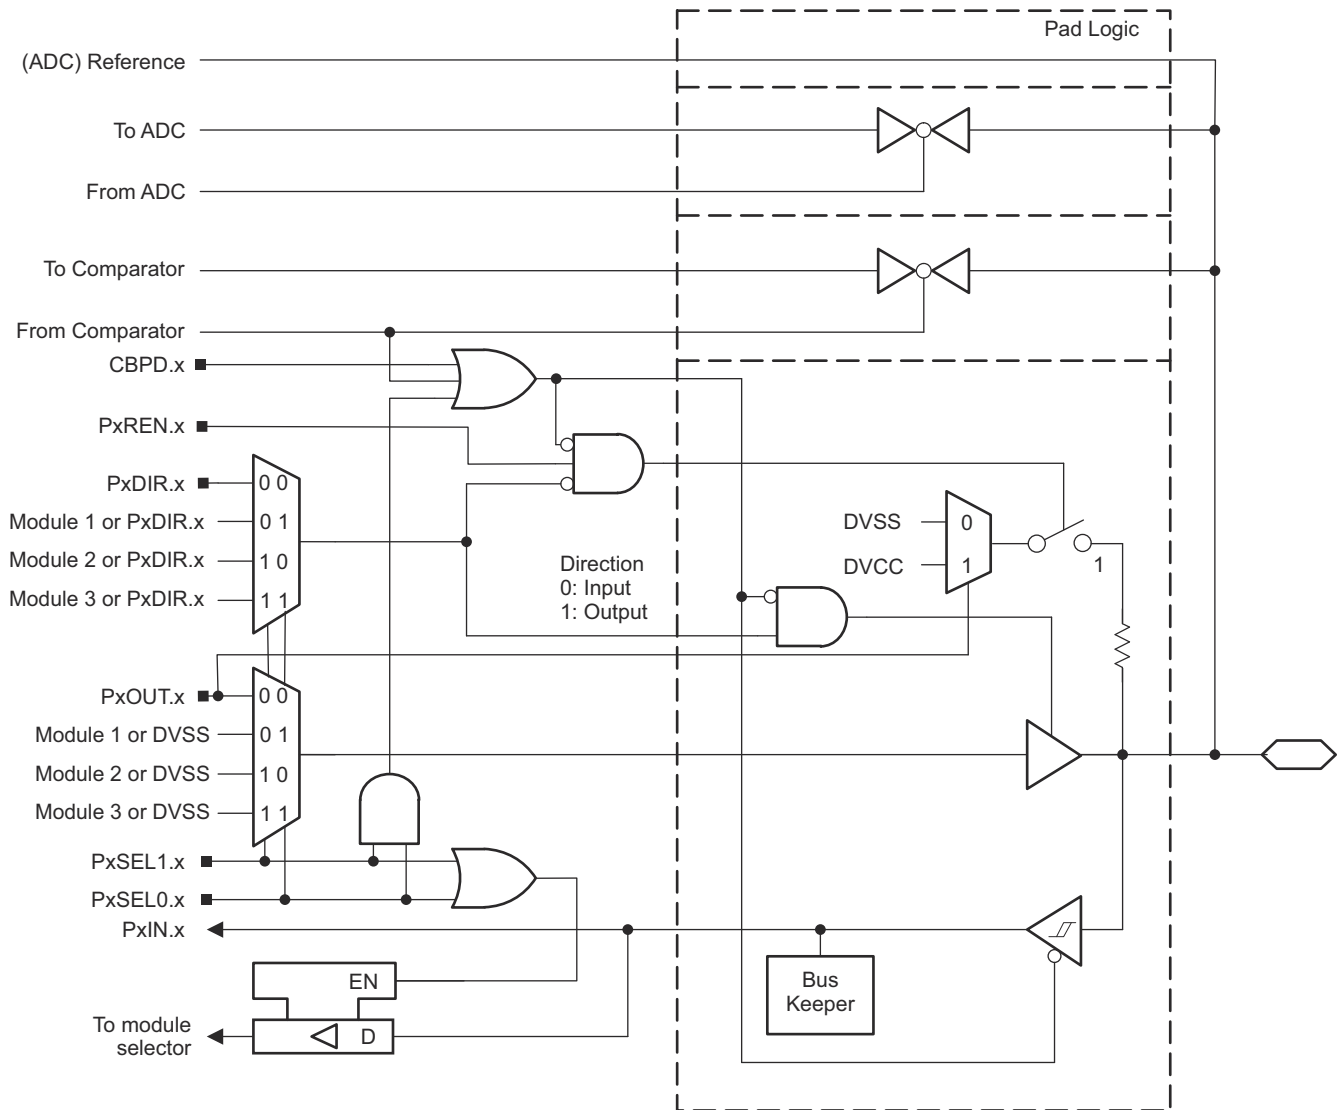 Pad Logic
(ADC) Reference
To ADC
From ADC
To Comparator
From Comparator
CBPD.x
PxREN.x
PxDIR.x
0 0
Module 1 or PxDIR.x
0 1
Module 2 or PxDIR.x
1 0
Module 3 or PxDIR.x
1 1
Direction
0: Input
1: Output
DVSS
0
DVCC
1
1
PxOUT.x
0 0
Module 1 or DVSS
0 1
Module 2 or DVSS
1 0
Module 3 or DVSS
1 1
PxSEL1.x
PxSEL0.x
PxIN.x
Bus
Keeper
EN
D
To module
selector